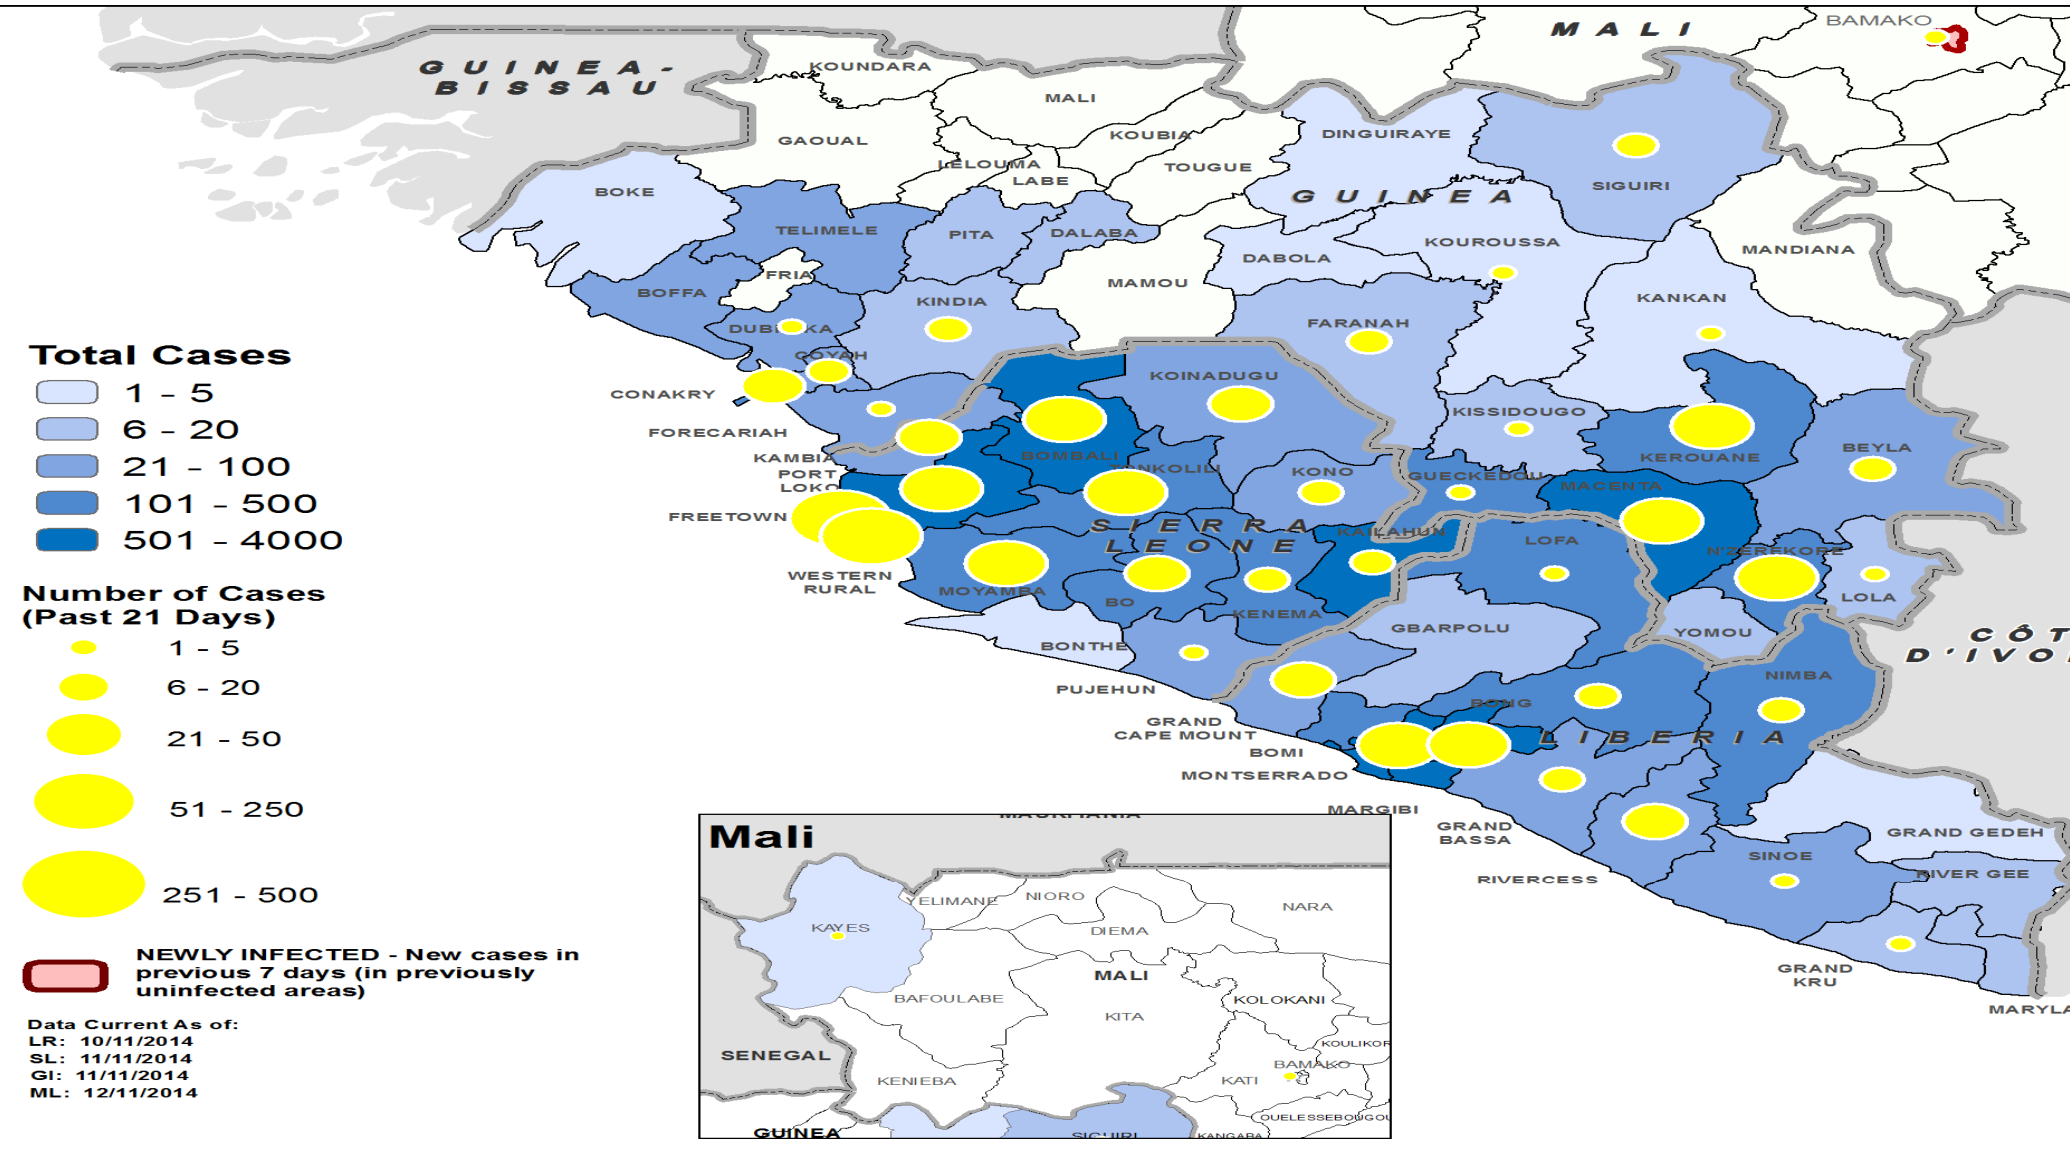 GUINEA-
BISSAU
MALI
BAMAKO
KOUNDARA
MALI
GAOUAL
KOUBIA
LELOUMA
LABE
TOUGUE
DINGUIRAYE
SIGUIRI
BOKE
GUINEA
TELIMELE
PITA
DALABA
KOUROUSSA
MANDIANA
DABOLA
FRIA
BOFFA
MAMOU
KINDIA
KANKAN
FARANAH
COYAH
KOINADUGU
CONAKRY
KISSIDOUGO
FORECARIAH
KAMBIA
PORT
LOKO
BOMBALI
KONO
GUECKEDOU
KEROUANE
BEYLA
MACENTA
FREETOWN
SIERRA
LEONE
KAILAHUN
LOFA
N'ZEREKORE
WESTERN
RURAL
MOYAMBA
BO
KENEMA
LOLA
GBARPOLU
YOMOU
BONTHE
PUJEHUN
NIMBA
BONG
GRAND
CAPE MOUNT
BOMI
LIBERIA
MONTSERRADO
MARGIBI
GRAND
BASSA
RIVERCESS
GRAND GEDEH
SINOE
RIVER GEE
GRAND
KRU
Total Cases
1 - 5
6 - 20
21 - 100
101 - 500
501 - 4000
Number of Cases
(Past 21 Days)
1 - 5
6 - 20
21 - 50
51 - 250
251 - 500
NEWLY INFECTED - New cases in
previous 7 days (in previously
uninfected areas)
Data Current As of:
LR: 10/11/2014
SL: 11/11/2014
GI: 11/11/2014
ML: 12/11/2014
Mali
YELIMANE
NIORO
NARA
KAYES
DIEMA
MALI
BAFOULABE
KOLOKANI
KITA
SENEGAL
BAMAKO
KENIEBA
KATI
GUINEA
KANGABA